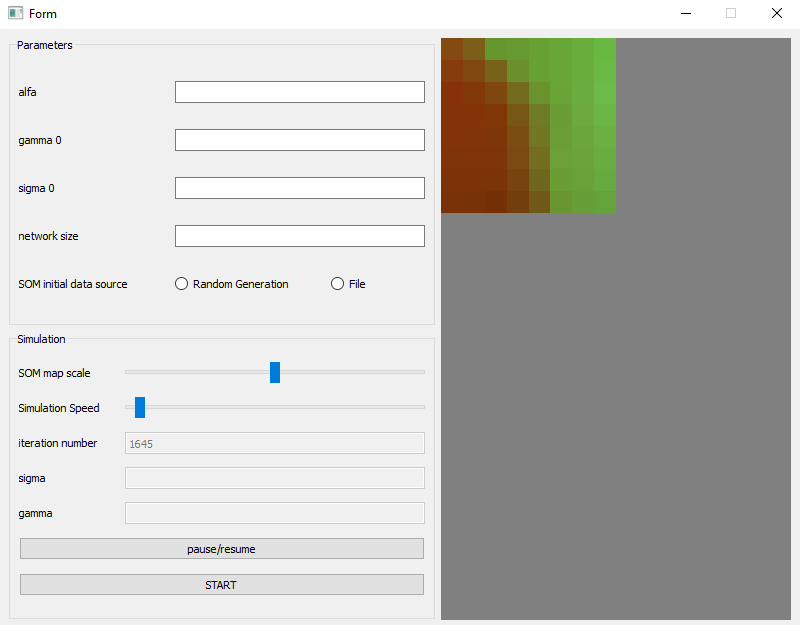 Form
Parameters
alfa
gamma 0
sigma 0
network size
SOM initial data source
Random Generation
File
Simulation
SOM map scale
Simulation Speed
iteration number
1645
sigma
gamma
pause/resume
START